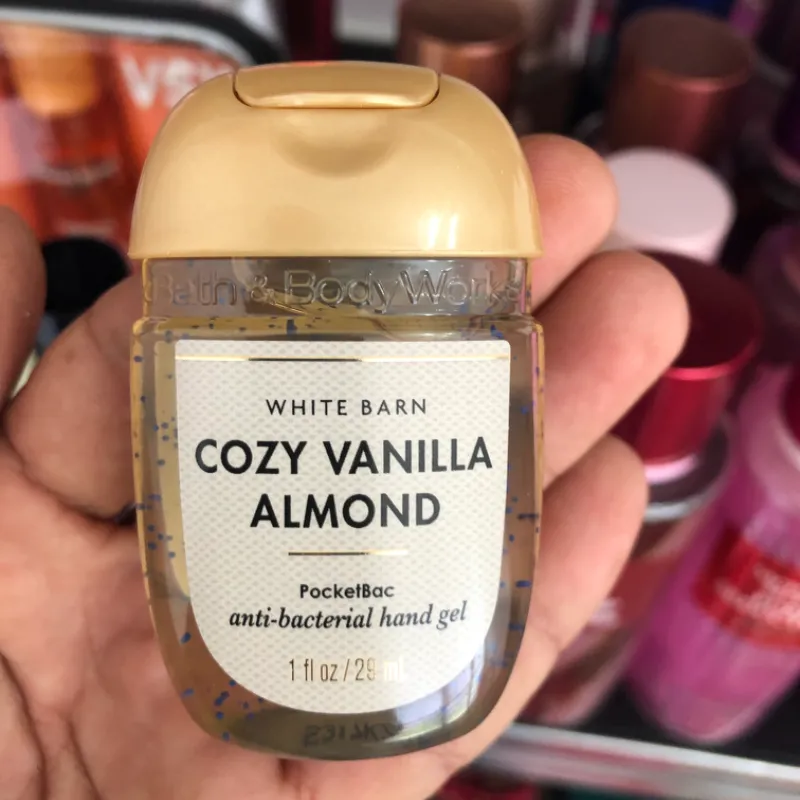 Bath & Body Works
WHITE BARN
COZY VANILLA
ALMOND
PocketBac
anti-bacterial hand gel
1 fl oz / 29 mL